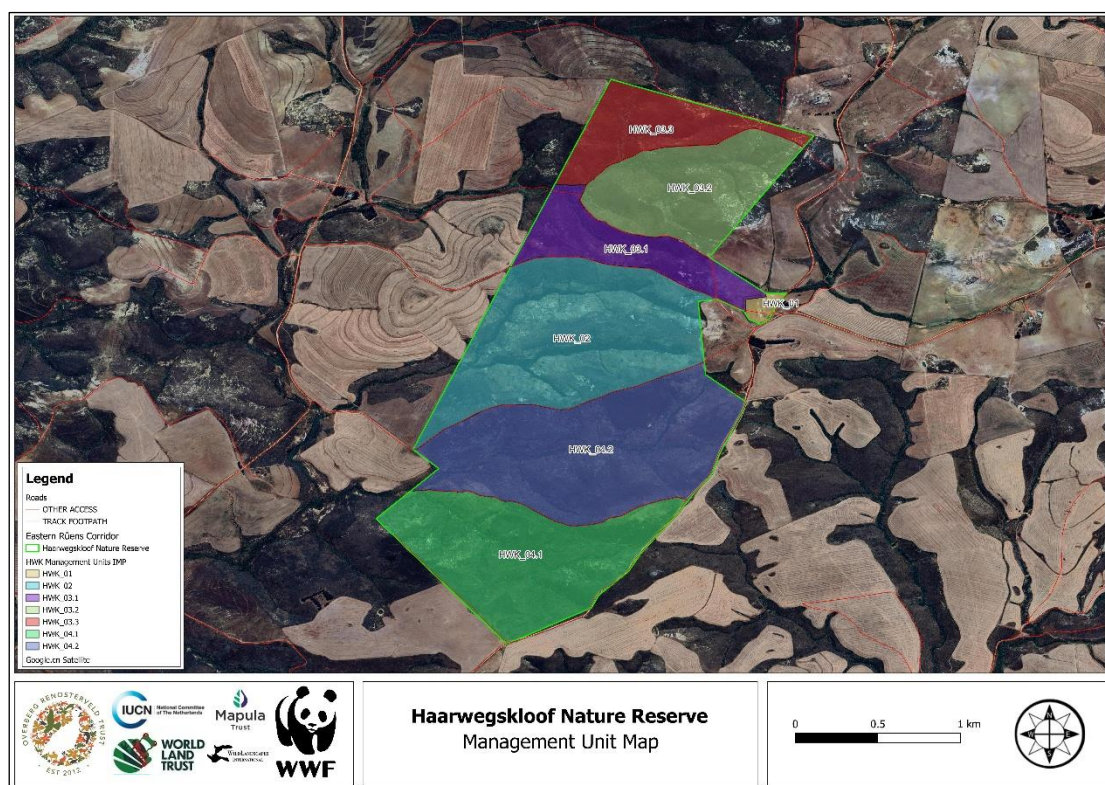 HWK_03.3
HWK_03.2
HWK_03.1
HWK_01
HWK_02
HWK_04.2
HWK_04.1
Legend
Roads
OTHER ACCESS
TRACK FOOTPATH
Eastern Rûens Corridor
Haarwegskloof Nature Reserve
HWK Management Units IMP
HWK_01
HWK_02
HWK_03.1
HWK_03.2
HWK_03.3
HWK_04.1
HWK_04.2
Google.cn Satellite
OVERBERG RENOSTERVELD TRUST
- EST 2012 -
IUCN
National Committee
of The Netherlands
Mapula
Trust
WORLD
LAND
TRUST
WILDLANDSCAPES
INTERNATIONAL
WWF
Haarwegskloof Nature Reserve
Management Unit Map
0 0.5 1 km